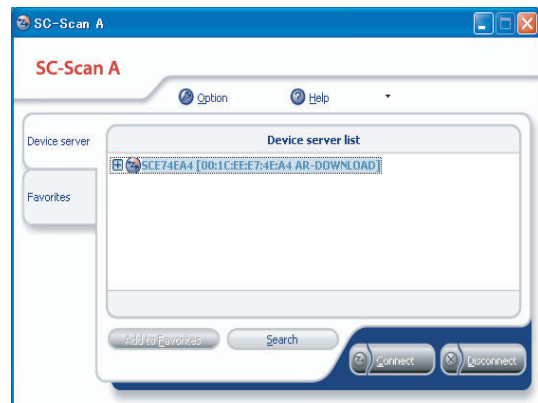 SC-Scan A
SC-Scan A
Option Help
Device server
Device server list
SCE74EA4 [00:1C:EE:E7:4E:A4 AR-DOWNLOAD]
Favorites
Add to Favorites Search
Connect Disconnect